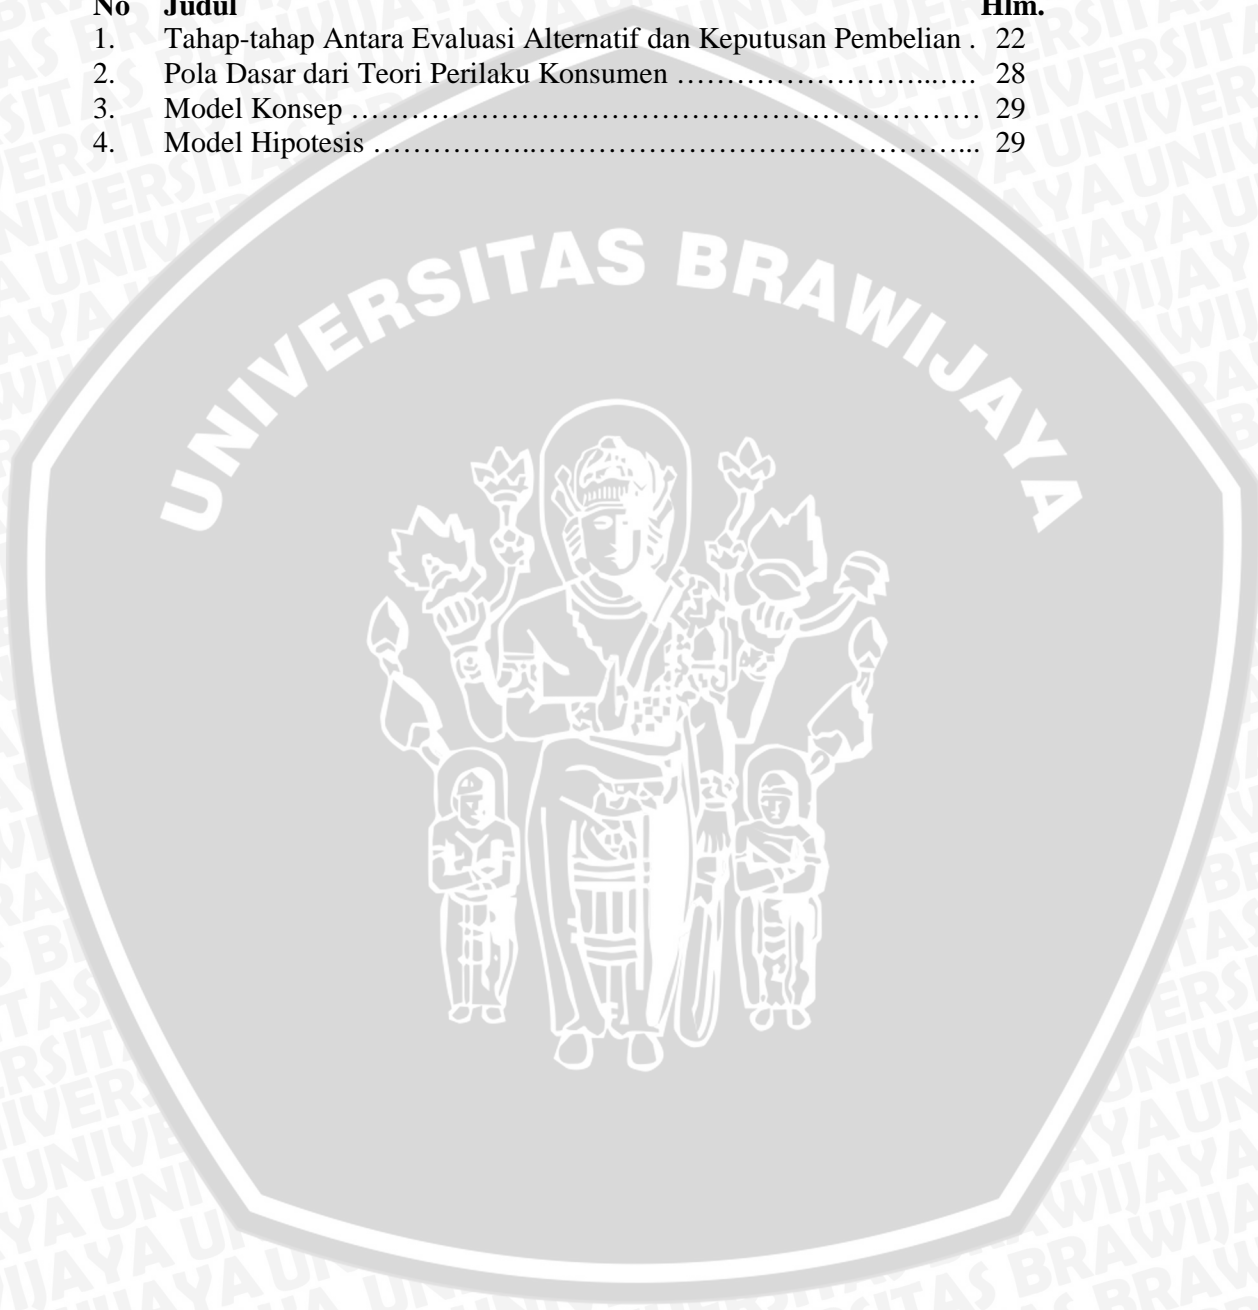 No Judul Hlm.
1. Tahap-tahap Antara Evaluasi Alternatif dan Keputusan Pembelian . 22
2. Pola Dasar dari Teori Perilaku Konsumen …………………….…. 28
3. Model Konsep ……………………………………………………… 29
4. Model Hipotesis ……………..……………………………………... 29
UNIVERSITAS BRAWIJAYA